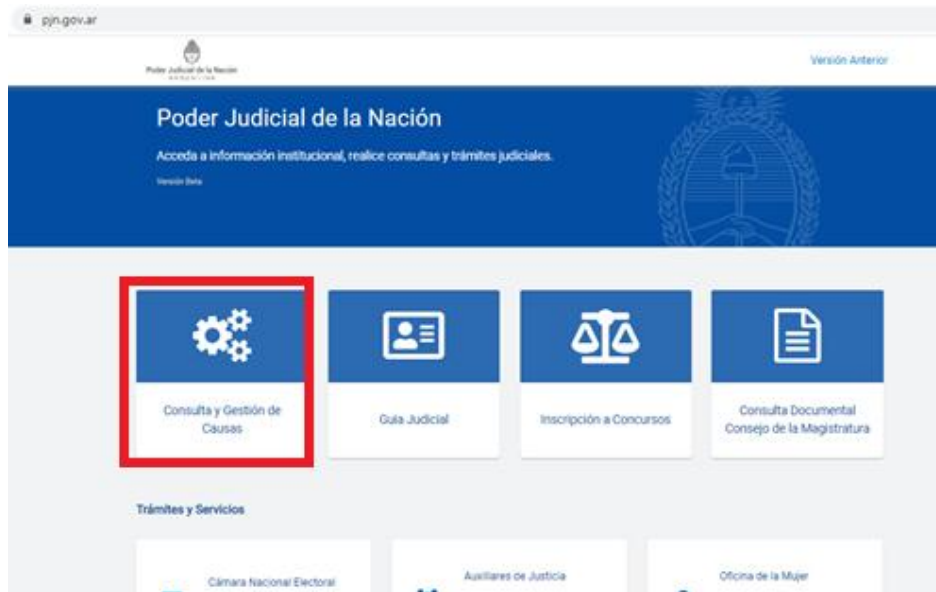 pjn.gov.ar
Poder Judicial de la Nación
ARGENTINA
Versión Anterior
Poder Judicial de la Nación
Acceda a información institucional, realice consultas y trámites judiciales.
Versión Beta
Consulta y Gestión de
Causas
Guia Judicial
Inscripción a Concursos
Consulta Documental
Consejo de la Magistratura
Trámites y Servicios
Cámara Nacional Electoral
Auxiliares de Justicia
Oficina de la Mujer